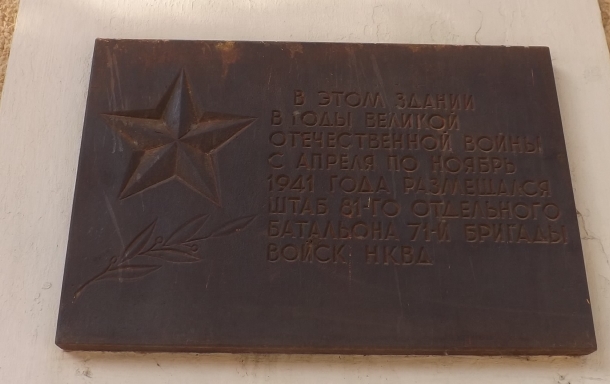 В ЭТОМ ЗДАНИИ
В ГОДЫ ВЕЛИКОЙ
ОТЕЧЕСТВЕННОЙ ВОЙНЫ
С АПРЕЛЯ ПО НОЯБРЬ
1941 ГОДА РАЗМЕЩАЛСЯ
ШТАБ 81-ГО ОТДЕЛЬНОГО
БАТАЛЬОНА 71-Й БРИГАДЫ
ВОЙСК НКВД